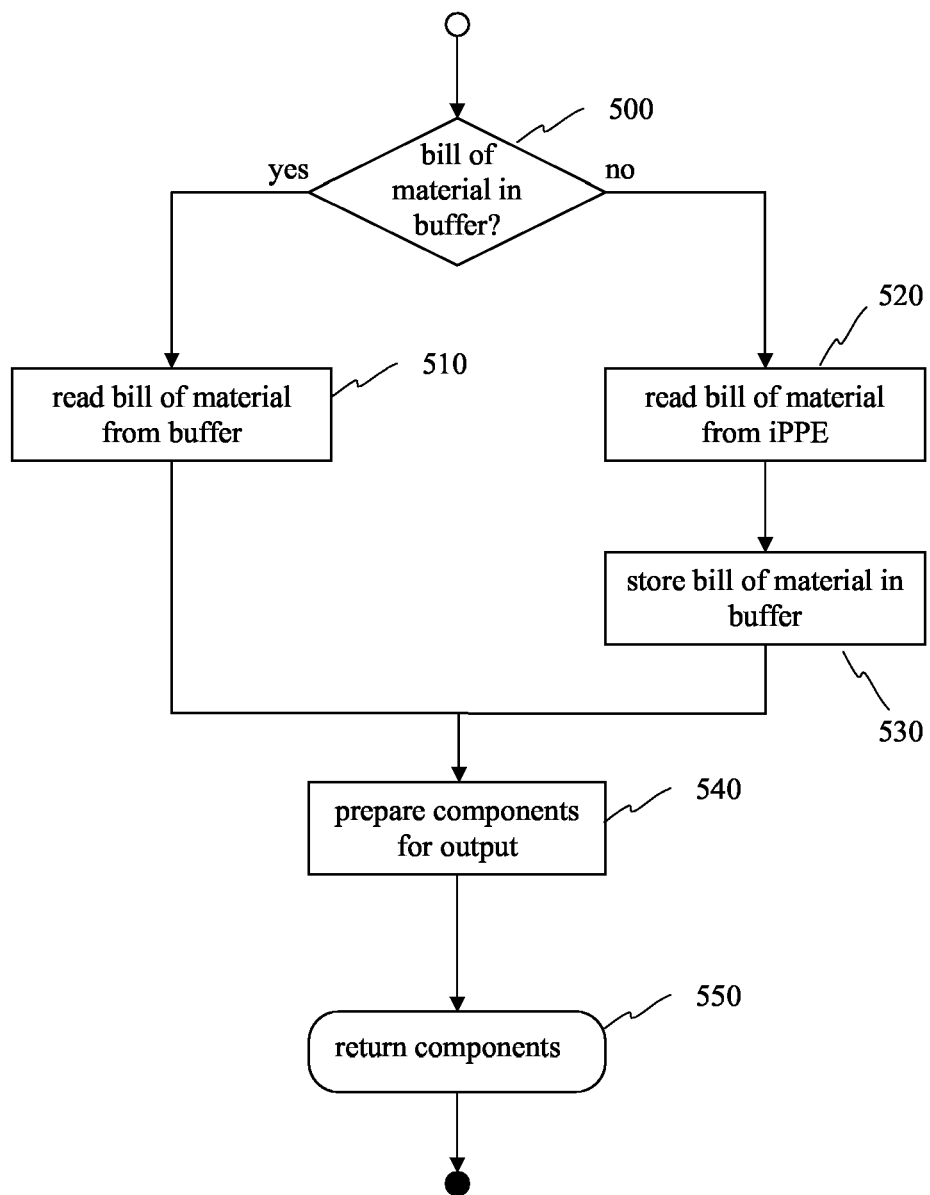 500
bill of
material in
buffer?
yes
no
520
510
read bill of material
from buffer
read bill of material
from iPPE
store bill of material in
buffer
530
540
prepare components
for output
550
return components